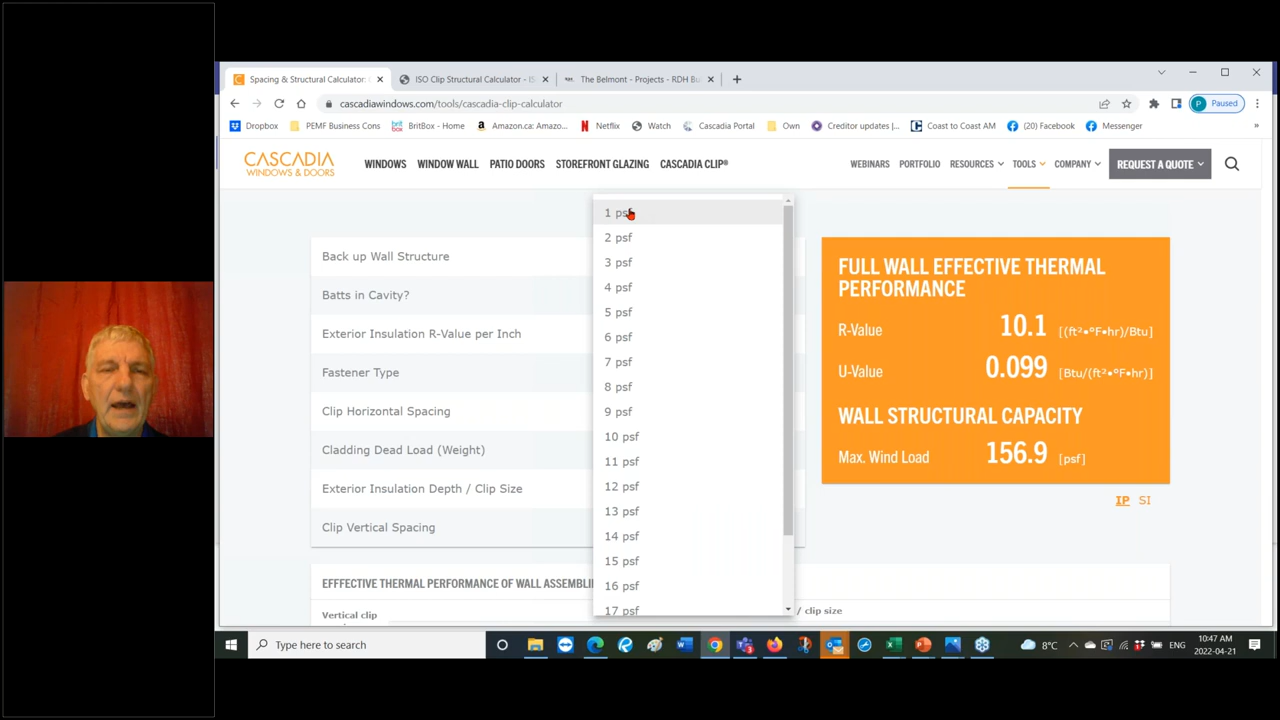 Spacing & Structural Calculator:
ISO Clip Structural Calculator - IS
The Belmont - Projects - RDH Bu
cascadiawindows.com/tools/cascadia-clip-calculator
P Paused
Dropbox
PEMF Business Cons
BritBox - Home
Amazon.ca: Amazo...
Netflix
Watch
Cascadia Portal
Own
Creditor updates |...
Coast to Coast AM
(20) Facebook
Messenger
CASCADIA
WINDOWS & DOORS
WINDOWS
WINDOW WALL
PATIO DOORS
STOREFRONT GLAZING
CASCADIA CLIP®
WEBINARS
PORTFOLIO
RESOURCES
TOOLS
COMPANY
REQUEST A QUOTE
Back up Wall Structure
Batts in Cavity?
Exterior Insulation R-Value per Inch
Fastener Type
Clip Horizontal Spacing
Cladding Dead Load (Weight)
Exterior Insulation Depth / Clip Size
Clip Vertical Spacing
1 psf
2 psf
3 psf
4 psf
5 psf
6 psf
7 psf
8 psf
9 psf
10 psf
11 psf
12 psf
13 psf
14 psf
15 psf
16 psf
17 psf
FULL WALL EFFECTIVE THERMAL
PERFORMANCE
R-Value 10.1 [(ft²•°F•hr)/Btu]
U-Value 0.099 [Btu/(ft²•°F•hr)]
WALL STRUCTURAL CAPACITY
Max. Wind Load 156.9 [psf]
IP SI
EFFFECTIVE THERMAL PERFORMANCE OF WALL ASSEMBLI
Vertical clip
/ clip size
Type here to search
8°C
ENG
10:47 AM
2022-04-21